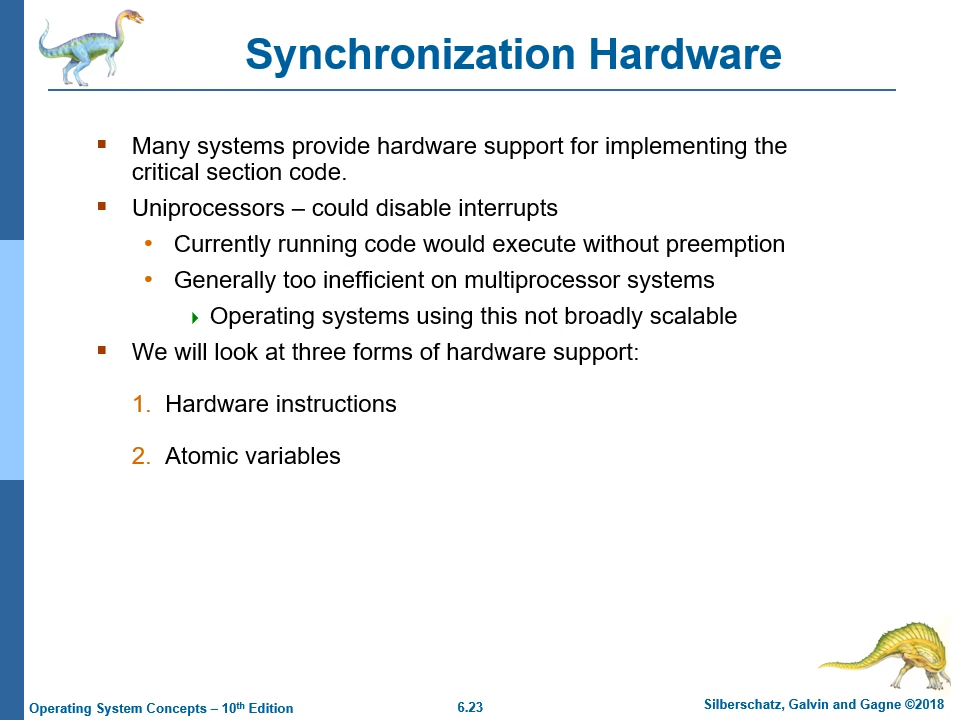 Synchronization Hardware
▪ Many systems provide hardware support for implementing the
critical section code.
▪ Uniprocessors – could disable interrupts
• Currently running code would execute without preemption
• Generally too inefficient on multiprocessor systems
Operating systems using this not broadly scalable
▪ We will look at three forms of hardware support:
1. Hardware instructions
2. Atomic variables
Operating System Concepts – 10th Edition
6.23
Silberschatz, Galvin and Gagne ©2018